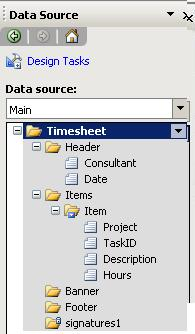 Data Source
Design Tasks
Data source:
Main
Timesheet
Header
Consultant
Date
Items
Item
Project
TaskID
Description
Hours
Banner
Footer
signatures1